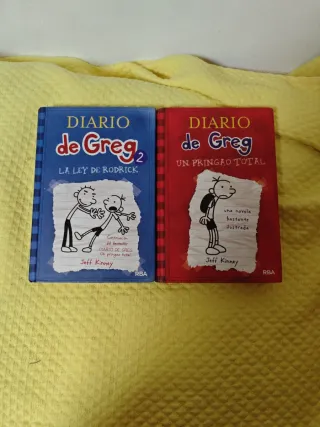 DIARIO
de Greg 2
LA LEY DE RODRICK
RBA
Jeff Kinney
DIARIO
de Greg
UN PRINGAO TOTAL
una novela
bastante
ilustrada
Jeff Kinney
RBA